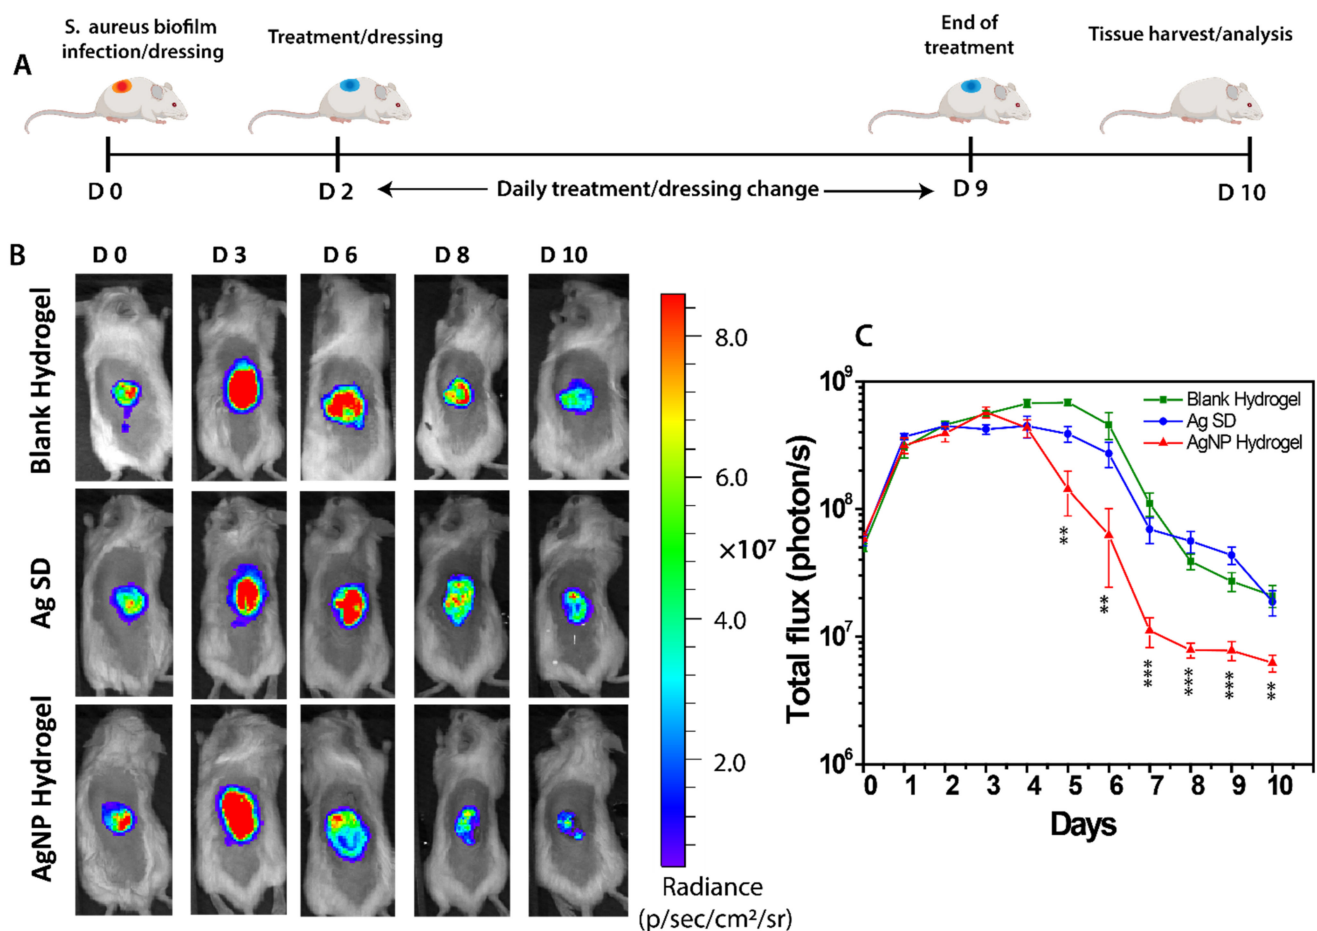 S. aureus biofilm
infection/dressing
Treatment/dressing
End of
treatment
Tissue harvest/analysis
A
D 0
D 2
Daily treatment/dressing change
D 9
D 10
B
D 0
D 3
D 6
D 8
D 10
Blank Hydrogel
Ag SD
AgNP Hydrogel
8.0
6.0
×10⁷
4.0
2.0
Radiance
(p/sec/cm²/sr)
C
Total flux (photon/s)
10⁹
10⁸
10⁷
10⁶
Blank Hydrogel
Ag SD
AgNP Hydrogel
**
**
***
***
***
**
0 1 2 3 4 5 6 7 8 9 10
Days